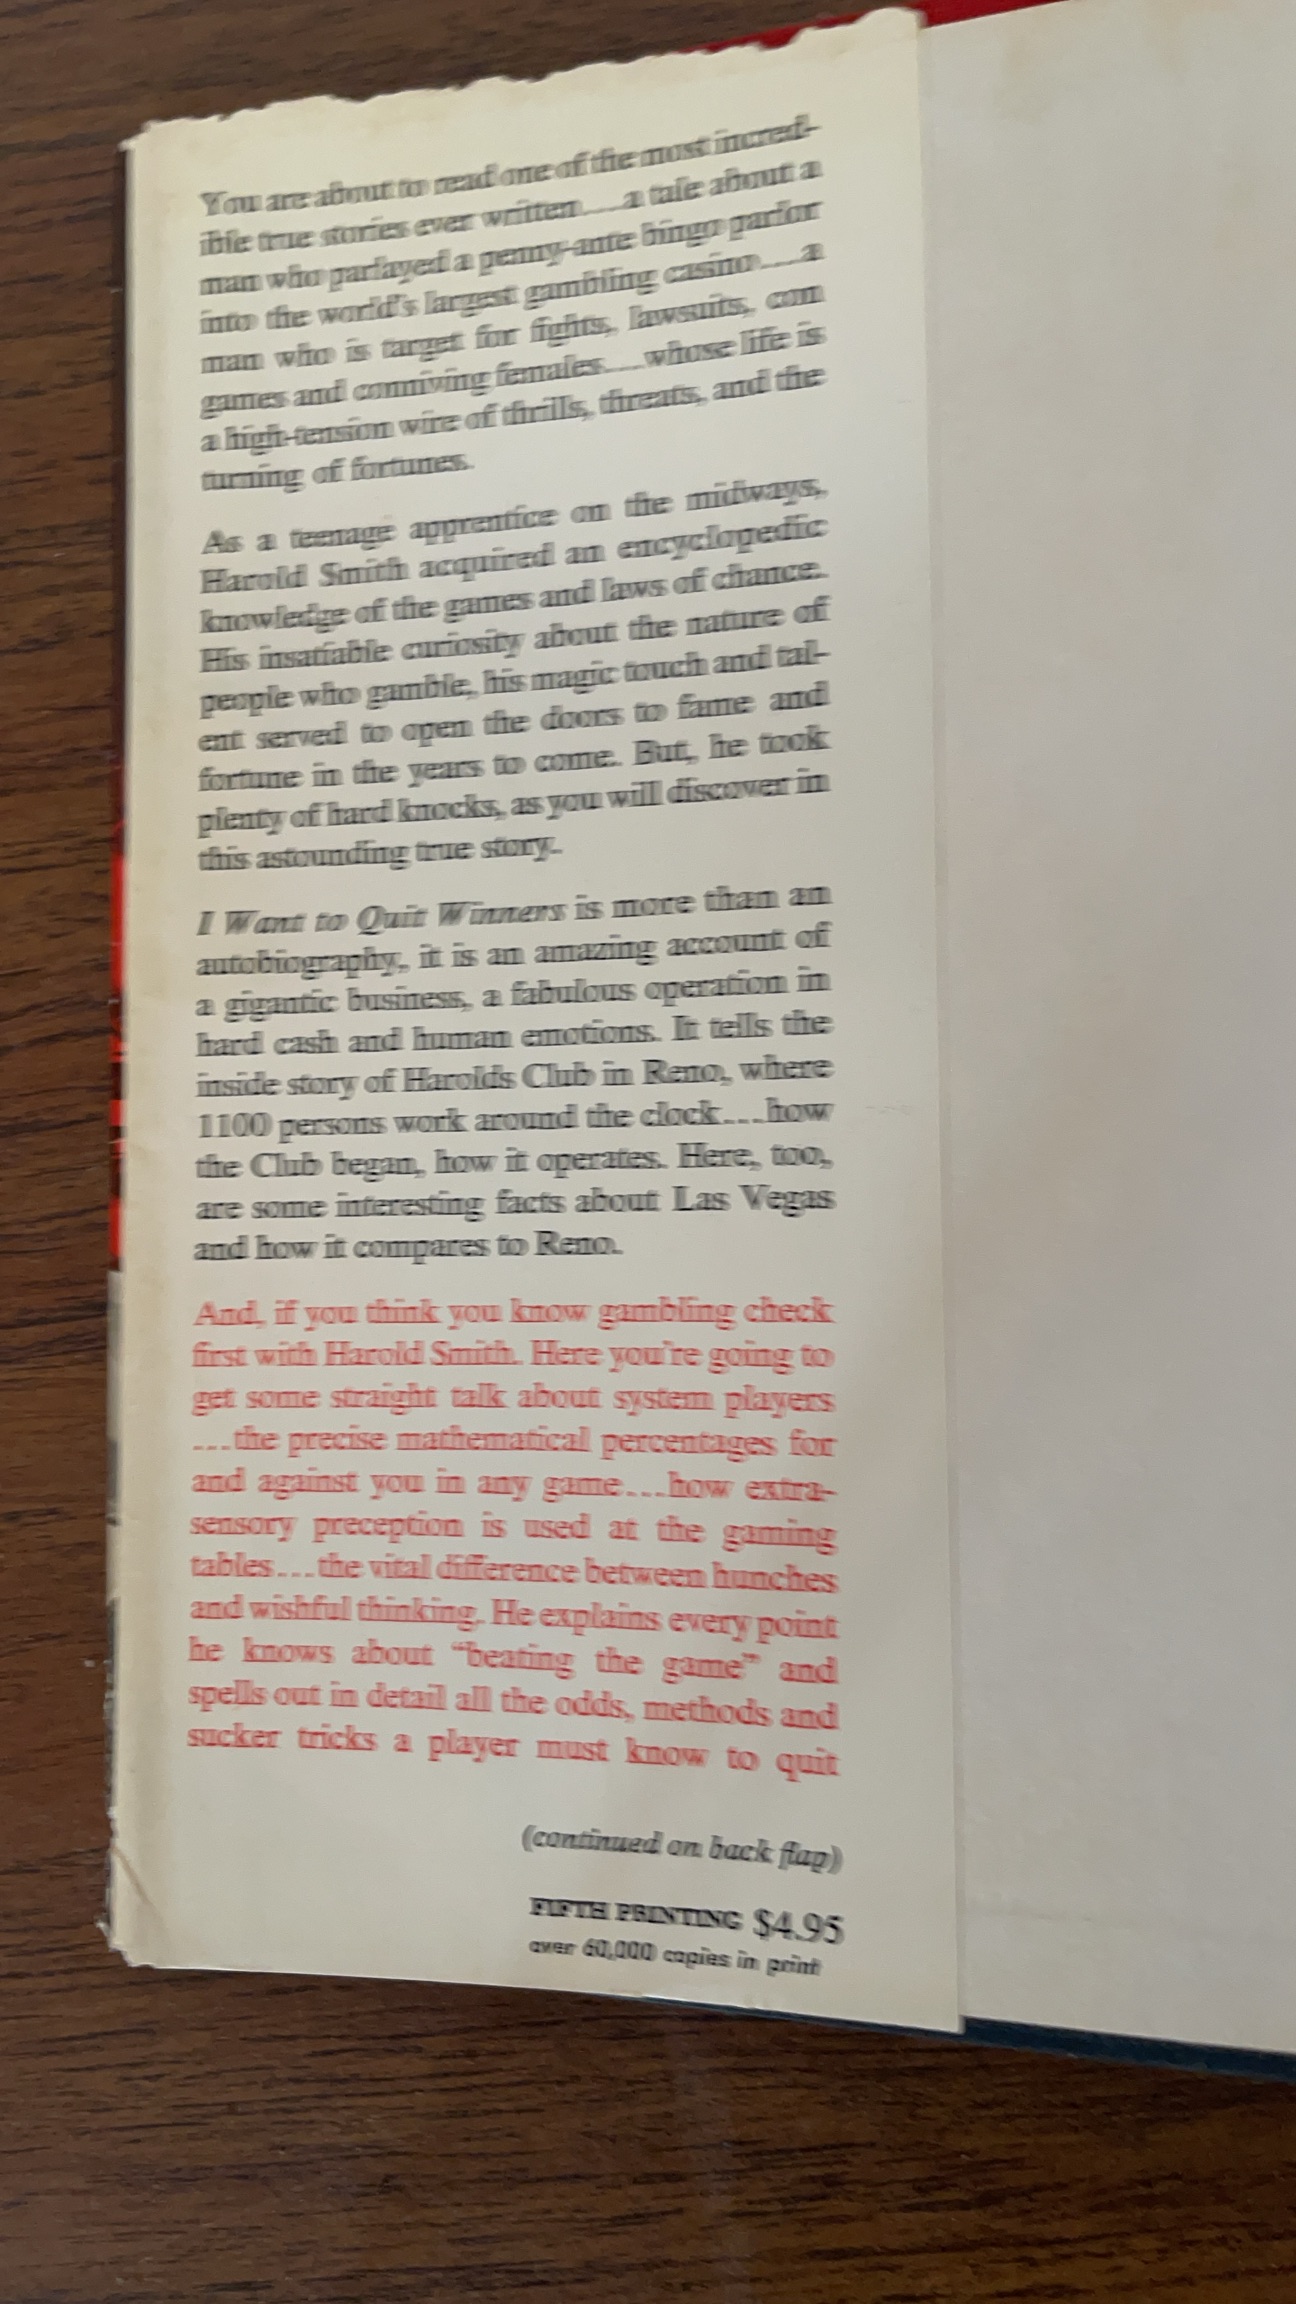 You are about to read one of the most incred-
ible true stories ever written....a tale about a
man who parlayed a penny-ante bingo parlor
into the world's largest gambling casino....a
man who is target for fights, lawsuits, con
games and conniving females....whose life is
a high-tension wire of thrills, threats, and the
turning of fortunes.
As a teenage apprentice on the midways,
Harold Smith acquired an encyclopedic
knowledge of the games and laws of chance.
His insatiable curiosity about the nature of
people who gamble, his magic touch and tal-
ent served to open the doors to fame and
fortune in the years to come. But, he took
plenty of hard knocks, as you will discover in
this astounding true story.
I Want to Quit Winners is more than an
autobiography, it is an amazing account of
a gigantic business, a fabulous operation in
hard cash and human emotions. It tells the
inside story of Harolds Club in Reno, where
1100 persons work around the clock....how
the Club began, how it operates. Here, too,
are some interesting facts about Las Vegas
and how it compares to Reno.
And, if you think you know gambling check
first with Harold Smith. Here you're going to
get some straight talk about system players
....the precise mathematical percentages for
and against you in any game....how extra-
sensory preception is used at the gaming
tables....the vital difference between hunches
and wishful thinking. He explains every point
he knows about “beating the game” and
spells out in detail all the odds, methods and
sucker tricks a player must know to quit
(continued on back flap)
FIFTH PRINTING $4.95
over 60,000 copies in print